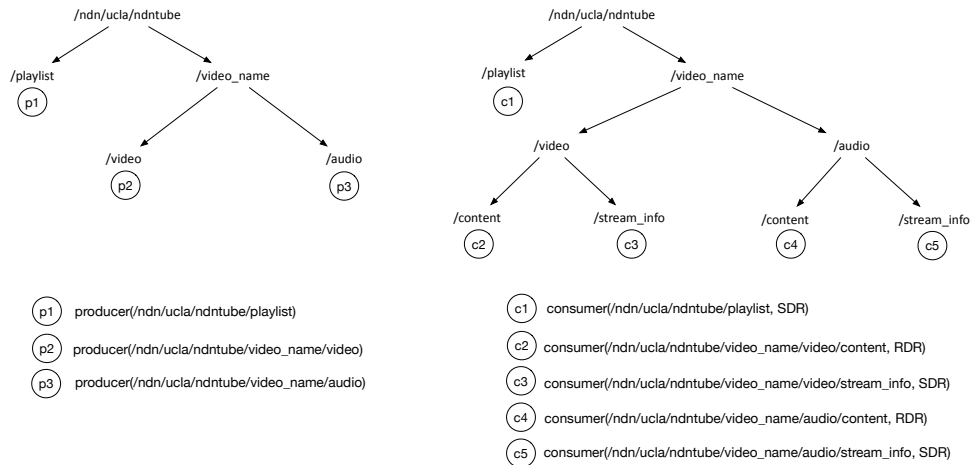 /ndn/ucla/ndntube
/playlist
/video_name
p1
/video
/audio
p2
p3
p1 producer(/ndn/ucla/ndntube/playlist)
p2 producer(/ndn/ucla/ndntube/video_name/video)
p3 producer(/ndn/ucla/ndntube/video_name/audio)
/ndn/ucla/ndntube
/playlist
/video_name
c1
/video
/audio
/content
/stream_info
/content
/stream_info
c2
c3
c4
c5
c1 consumer(/ndn/ucla/ndntube/playlist, SDR)
c2 consumer(/ndn/ucla/ndntube/video_name/video/content, RDR)
c3 consumer(/ndn/ucla/ndntube/video_name/video/stream_info, SDR)
c4 consumer(/ndn/ucla/ndntube/video_name/audio/content, RDR)
c5 consumer(/ndn/ucla/ndntube/video_name/audio/stream_info, SDR)